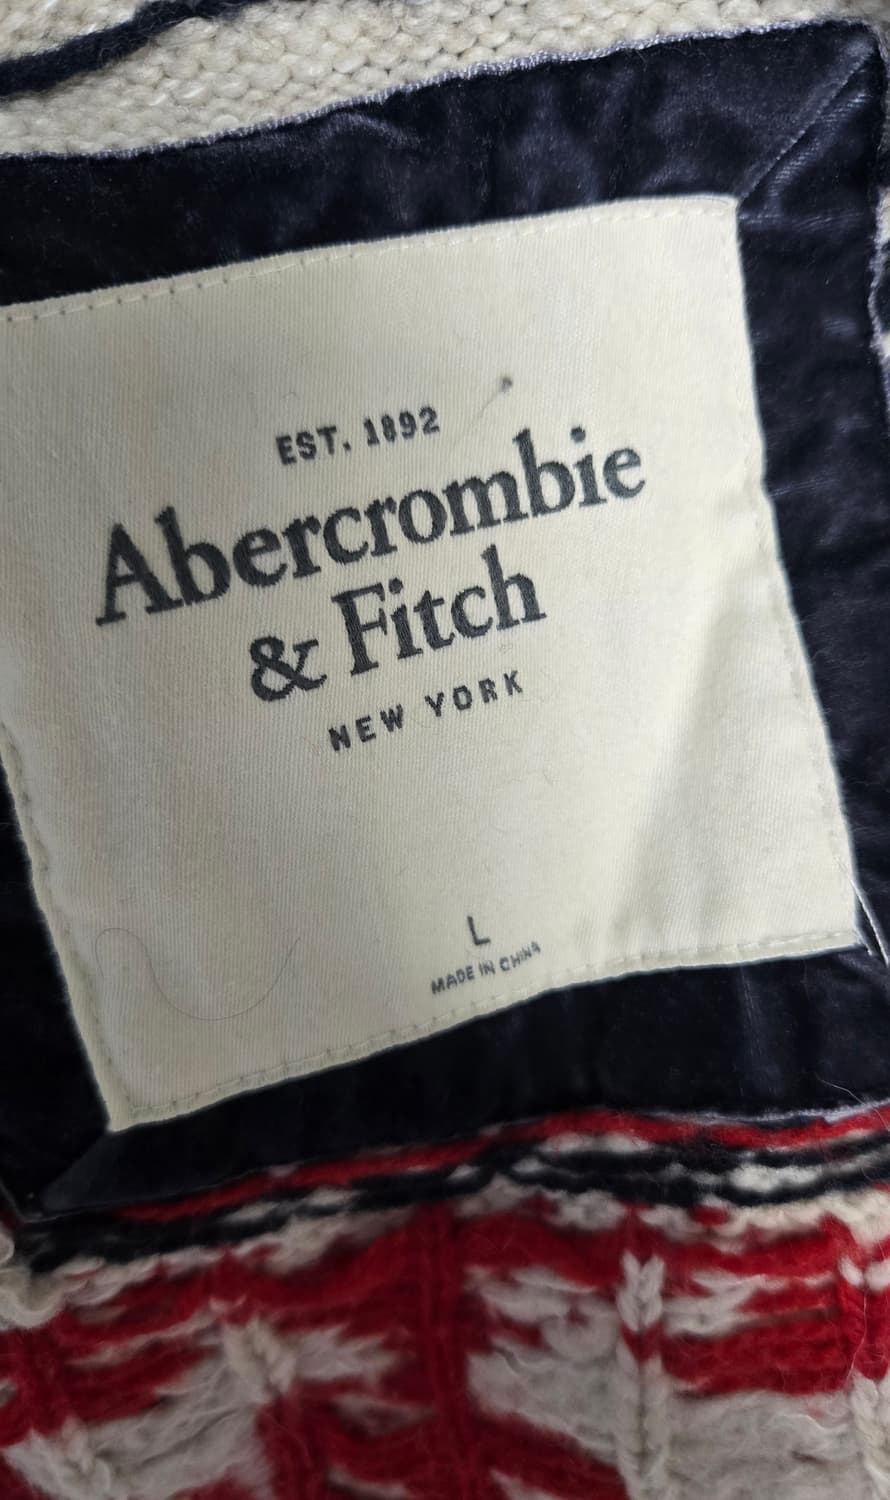 EST. 1892
Abercrombie
& Fitch
NEW YORK
L
MADE IN CHINA